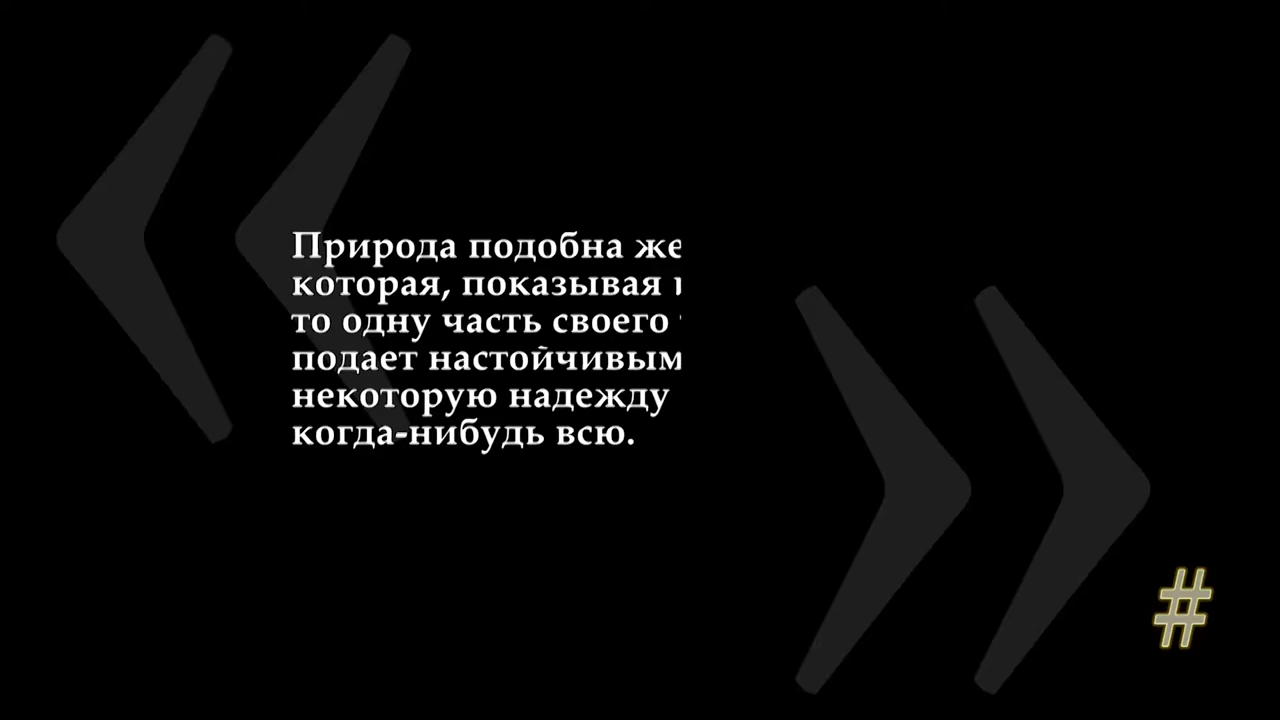 Природа подобна же
которая, показывая
то одну часть своего
подает настойчивым
некоторую надежду
когда-нибудь всю.
#